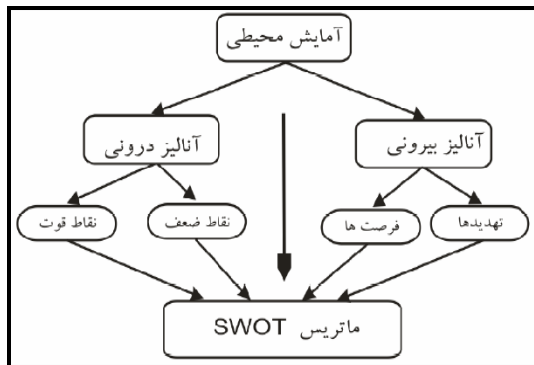 آمایش محیطی
آنالیز بیرونی
آنالیز درونی
تهدیدها
فرصت ها
نقاط ضعف
نقاط قوت
ماتریس SWOT